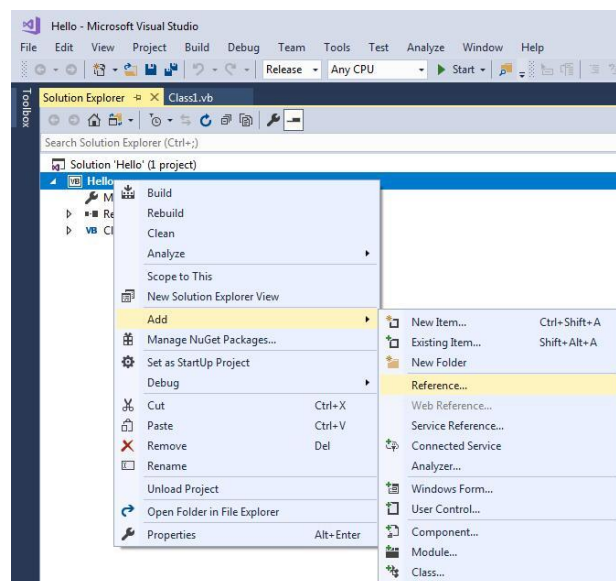 Hello - Microsoft Visual Studio
File Edit View Project Build Debug Team Tools Test Analyze Window Help
Release Any CPU Start
Toolbox
Solution Explorer Class1.vb
Search Solution Explorer (Ctrl+;)
Solution 'Hello' (1 project)
VB Hello
M
Re
VB Cl
Build
Rebuild
Clean
Analyze
Scope to This
New Solution Explorer View
Add
Manage NuGet Packages...
Set as StartUp Project
Debug
Cut Ctrl+X
Paste Ctrl+V
Remove Del
Rename
Unload Project
Open Folder in File Explorer
Properties Alt+Enter
New Item... Ctrl+Shift+A
Existing Item... Shift+Alt+A
New Folder
Reference...
Web Reference...
Service Reference...
Connected Service
Analyzer...
Windows Form...
User Control...
Component...
Module...
Class...